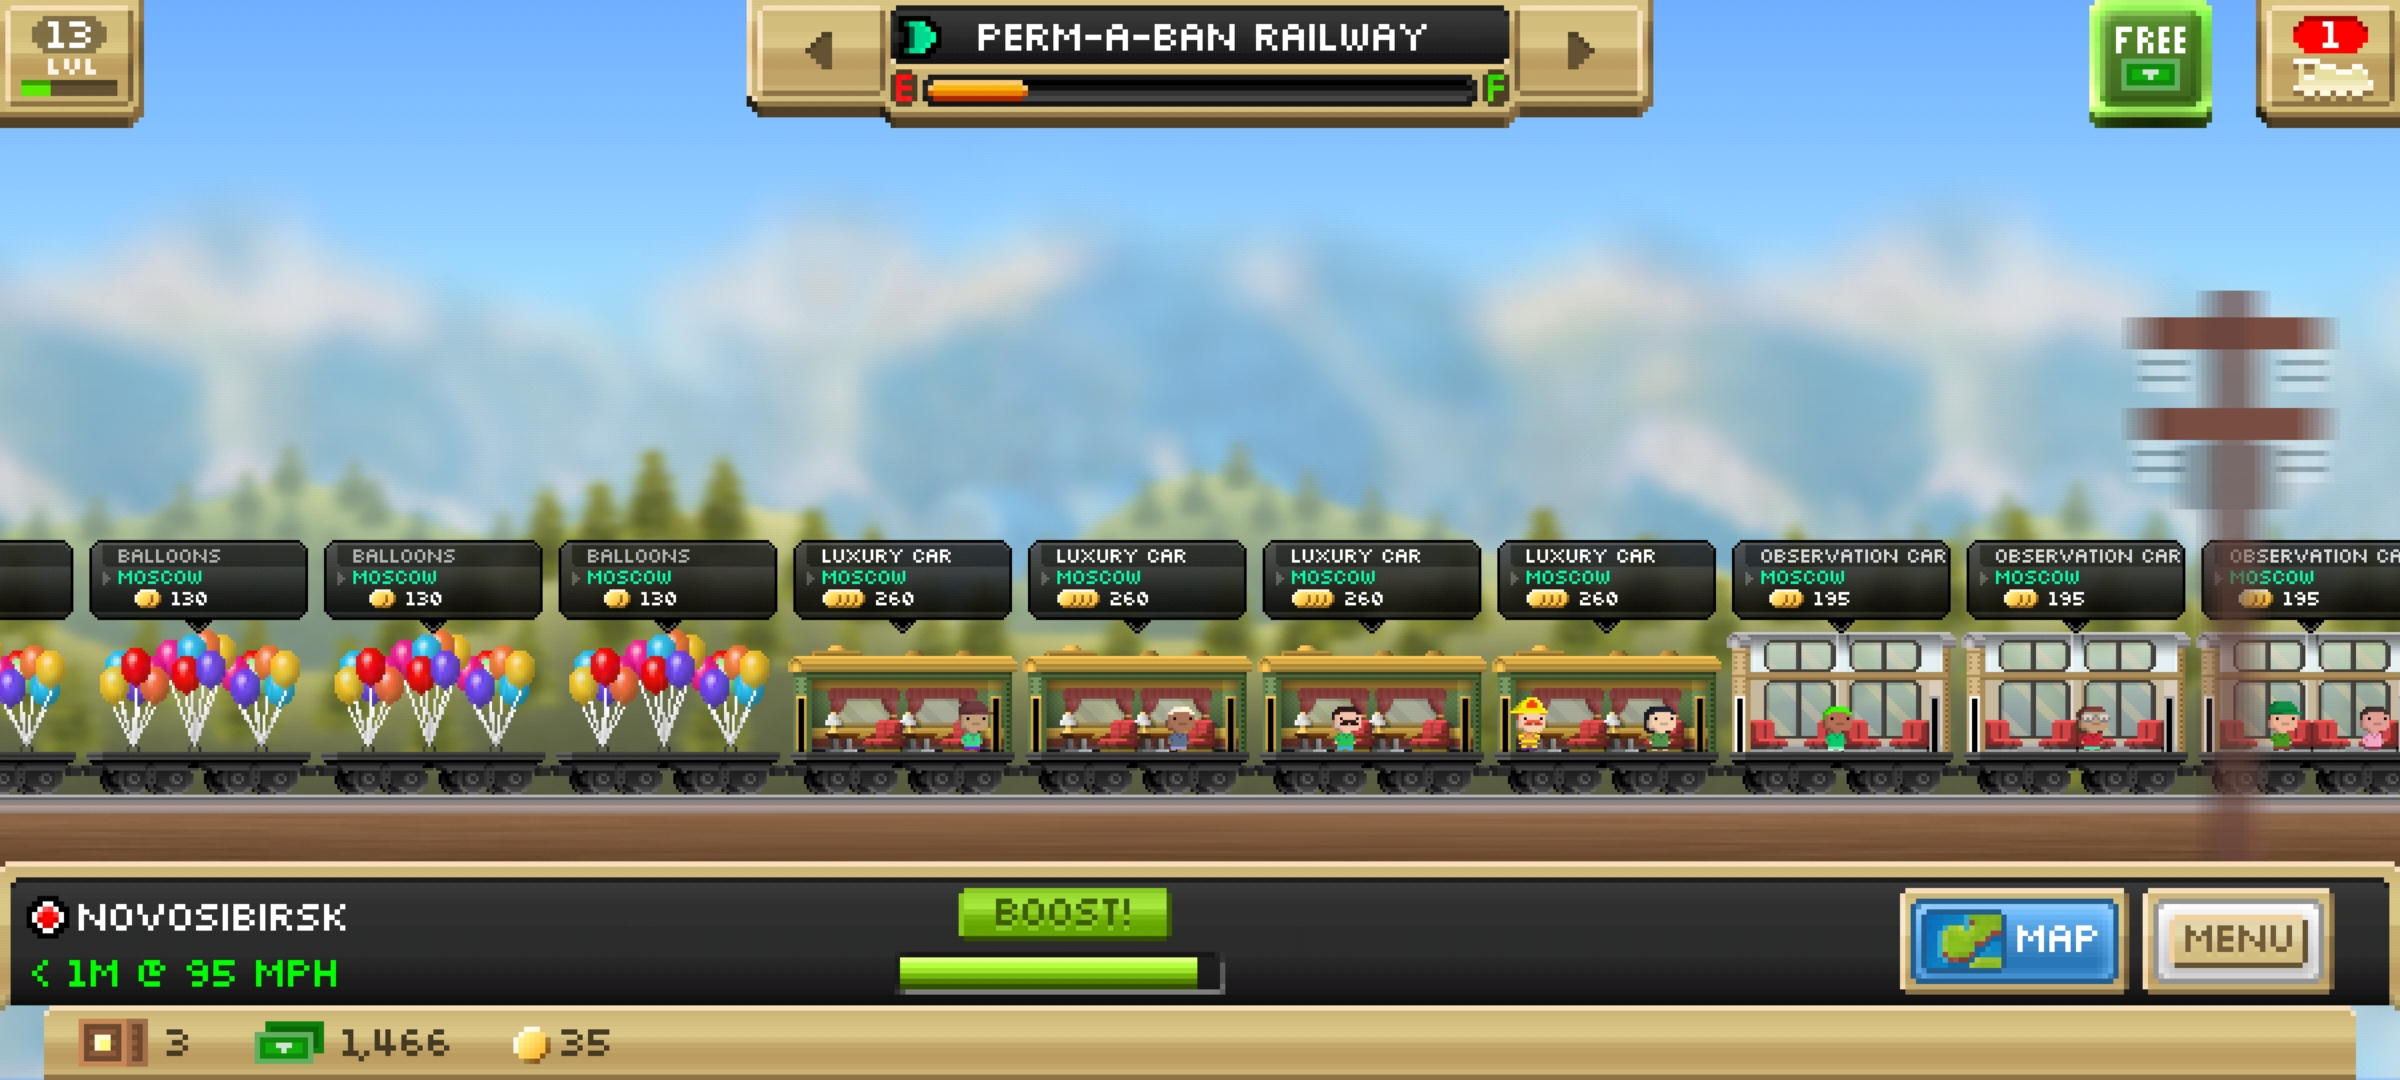 13
LVL
PERM-A-BAN RAILWAY
E
F
FREE
1
BALLOONS
MOSCOW
130
BALLOONS
MOSCOW
130
BALLOONS
MOSCOW
130
LUXURY CAR
MOSCOW
260
LUXURY CAR
MOSCOW
260
LUXURY CAR
MOSCOW
260
LUXURY CAR
MOSCOW
260
OBSERVATION CAR
MOSCOW
195
OBSERVATION CAR
MOSCOW
195
OBSERVATION CA
MOSCOW
195
NOVOSIBIRSK
< 1M @ 95 MPH
BOOST!
MAP
MENU
3
1,466
35